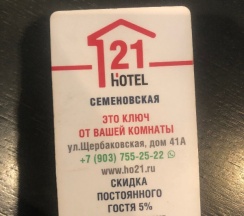 21
hOTEL
СЕМЕНОВСКАЯ
ЭТО КЛЮЧ
ОТ ВАШЕЙ КОМНАТЫ
ул.Щербаковская, дом 41А
+7 (903) 755-25-22
www.ho21.ru
СКИДКА
ПОСТОЯННОГО
ГОСТЯ 5%